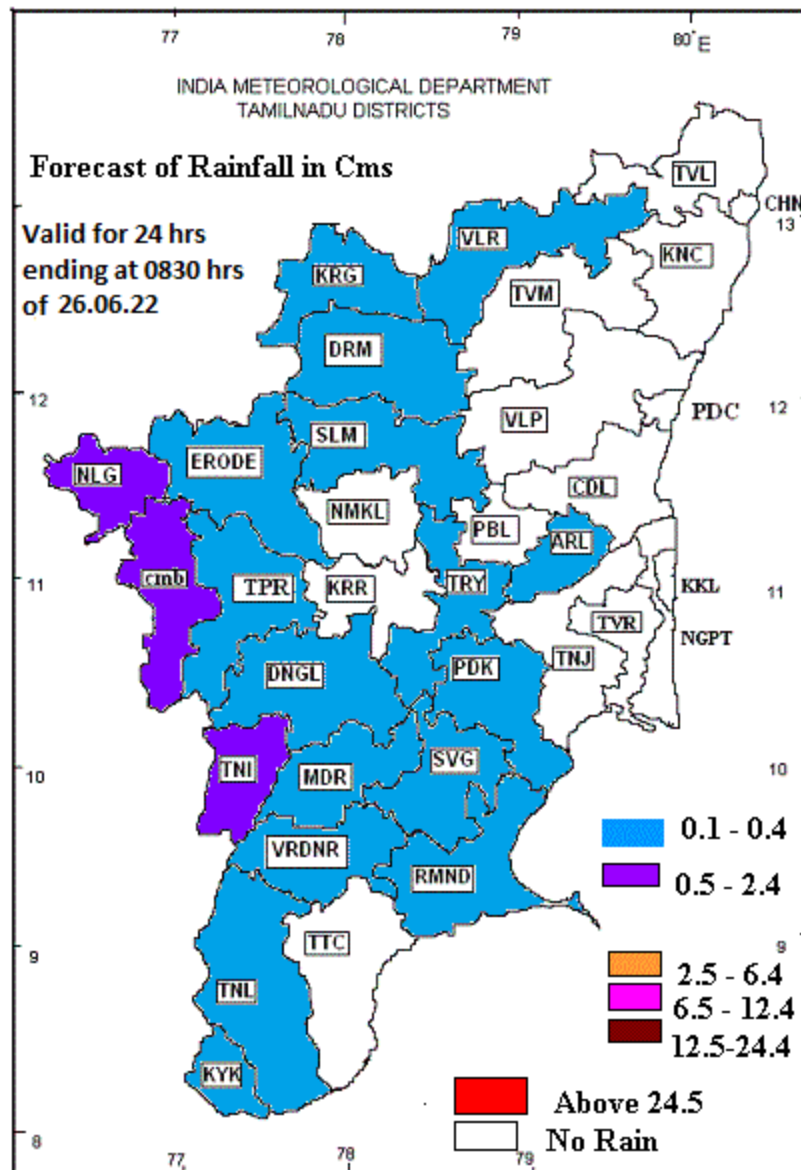 77 78 79 80°E
INDIA METEOROLOGICAL DEPARTMENT
TAMILNADU DISTRICTS
Forecast of Rainfall in Cms
TVL
CHN
13
Valid for 24 hrs
ending at 0830 hrs
of 26.06.22
VLR
KNC
KRG
TVM
DRM
12
12
PDC
VLP
SLM
ERODE
NLG
CDL
NMKL
PBL
ARL
cmb
11
TPR
KRR
TRY
KKL
11
TVR
NGPT
TNJ
DNGL
PDK
10
TNI
MDR
SVG
10
VRDNR
RMND
0.1 - 0.4
0.5 - 2.4
9
TTC
9
2.5 - 6.4
TNL
6.5 - 12.4
12.5-24.4
KYK
Above 24.5
No Rain
8
77 78 79